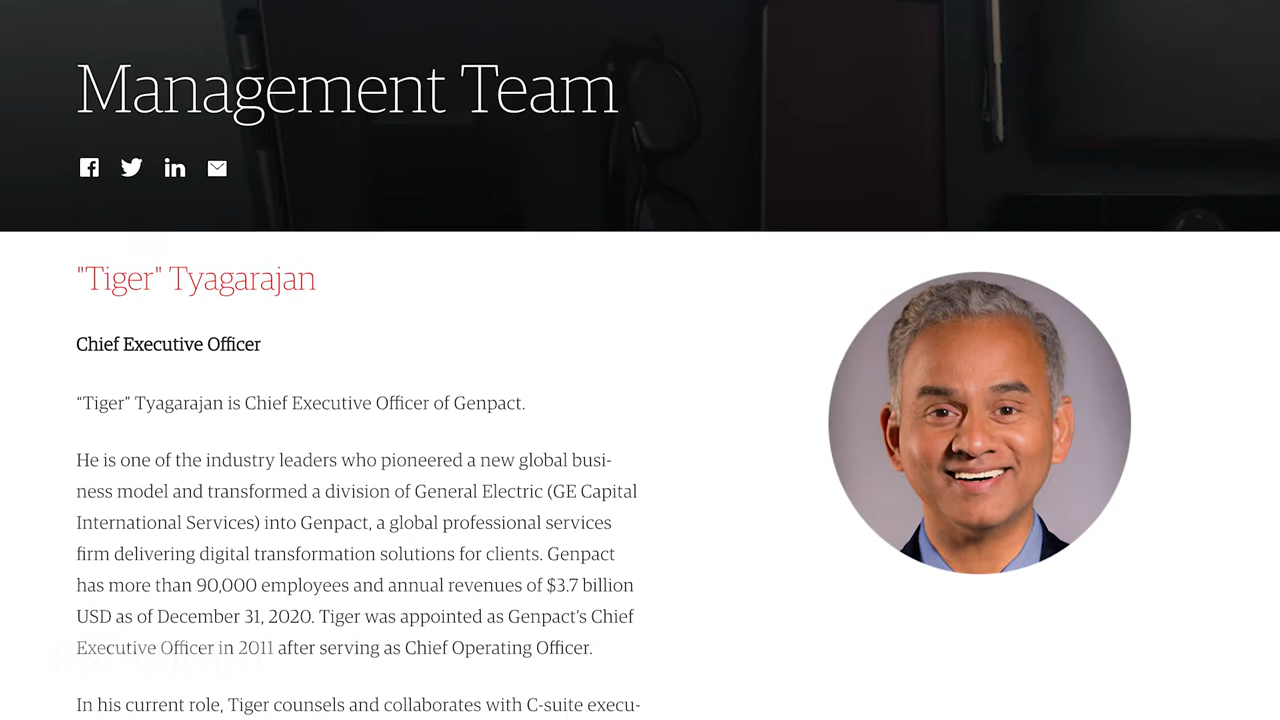 Management Team
"Tiger" Tyagarajan
Chief Executive Officer
“Tiger” Tyagarajan is Chief Executive Officer of Genpact.
He is one of the industry leaders who pioneered a new global busi-
ness model and transformed a division of General Electric (GE Capital
International Services) into Genpact, a global professional services
firm delivering digital transformation solutions for clients. Genpact
has more than 90,000 employees and annual revenues of $3.7 billion
USD as of December 31, 2020. Tiger was appointed as Genpact’s Chief
Executive Officer in 2011 after serving as Chief Operating Officer.
In his current role, Tiger counsels and collaborates with C-suite execu-